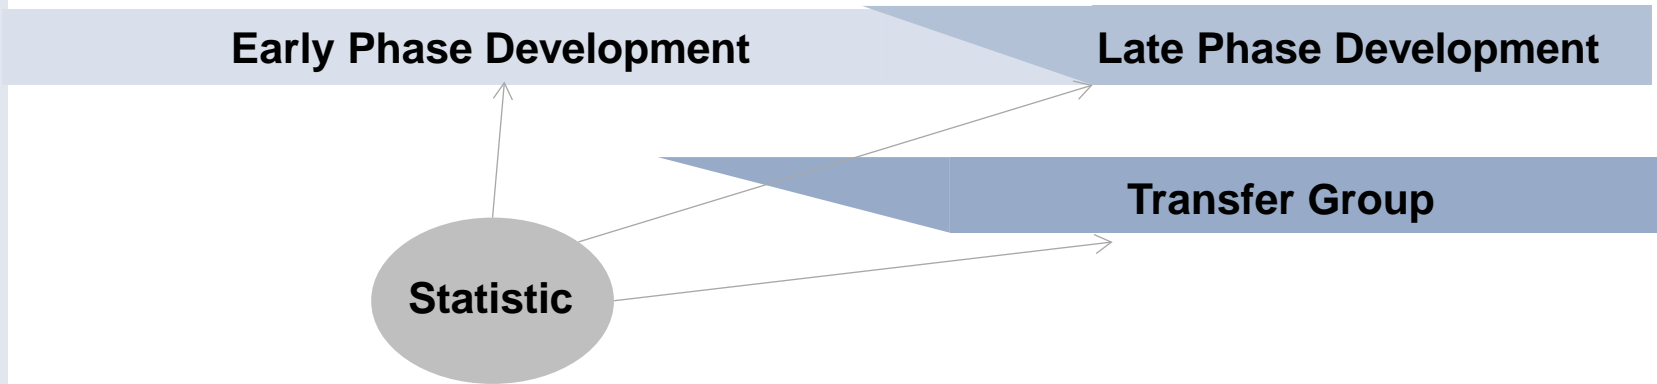 Early Phase Development
Late Phase Development
Transfer Group
Statistic